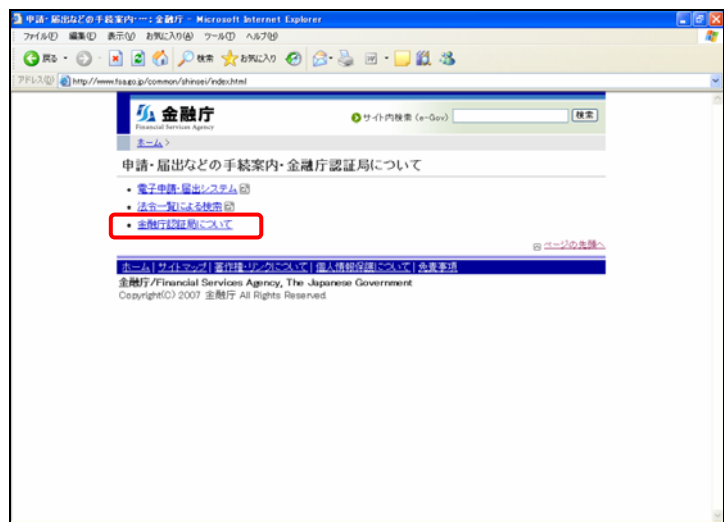 申請・届出などの手続案内・…:金融庁 - Microsoft Internet Explorer
ファイル(F) 編集(E) 表示(V) お気に入り(A) ツール(T) ヘルプ(H)
戻る 検索 お気に入り
アドレス(D) http://www.fsa.go.jp/common/shinsei/index.html
金融庁
Financial Services Agency
サイト内検索 (e-Gov) 検索
ホーム >
申請・届出などの手続案内・金融庁認証局について
• 電子申請・届出システム
• 法令一覧による検索
• 金融庁認証局について
ページの先頭へ
ホーム | サイトマップ | 著作権・リンクについて | 個人情報保護について | 免責事項
金融庁/Financial Services Agency, The Japanese Government
Copyright(C) 2007 金融庁 All Rights Reserved.